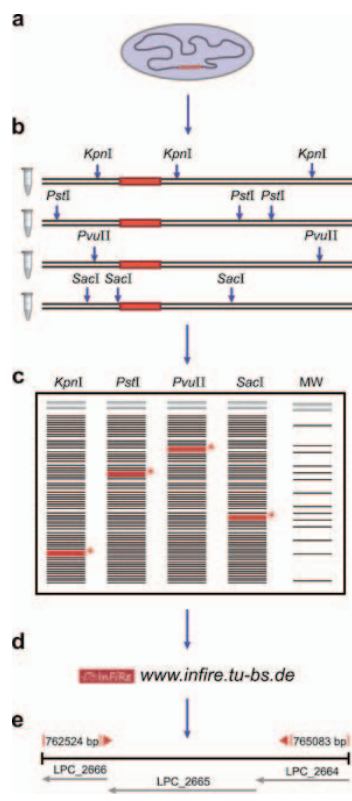 a
b
KpnI KpnI KpnI
PstI PstI PstI
PvuII PvuII
SacI SacI SacI
c
KpnI PstI PvuII SacI MW
d
InFiRe www.infire.tu-bs.de
e
762524 bp 765083 bp
LPC_2666 LPC_2665 LPC_2664